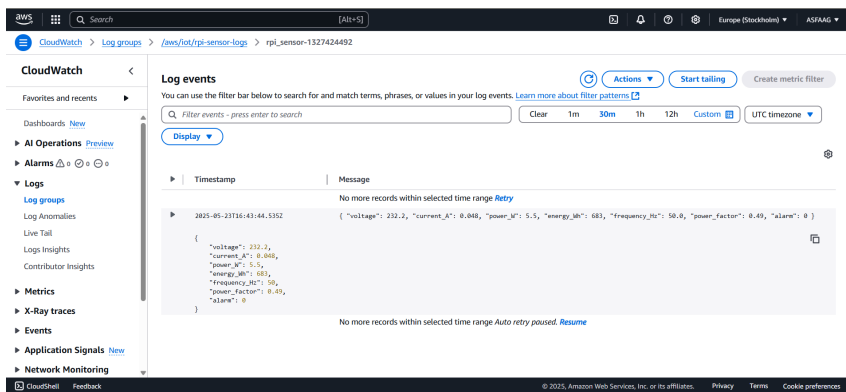 aws
Search
[Alt+S]
Europe (Stockholm) ▼
ASFAAG ▼
CloudWatch > Log groups > /aws/iot/rpi-sensor-logs > rpi_sensor-1327424492
CloudWatch
Favorites and recents
Dashboards New
AI Operations Preview
Alarms 0 0 0
Logs
Log groups
Log Anomalies
Live Tail
Logs Insights
Contributor Insights
Metrics
X-Ray traces
Events
Application Signals New
Network Monitoring
Log events
Actions ▼
Start tailing
Create metric filter
You can use the filter bar below to search for and match terms, phrases, or values in your log events. Learn more about filter patterns
Filter events - press enter to search
Clear 1m 30m 1h 12h Custom
UTC timezone ▼
Display ▼
Timestamp
Message
No more records within selected time range Retry
2025-05-23T16:43:44.535Z
{ "voltage": 232.2, "current_A": 0.048, "power_W": 5.5, "energy_Wh": 683, "frequency_Hz": 50.0, "power_factor": 0.49, "alarm": 0 }
{
"voltage": 232.2,
"current_A": 0.048,
"power_W": 5.5,
"energy_Wh": 683,
"frequency_Hz": 50,
"power_factor": 0.49,
"alarm": 0
}
No more records within selected time range Auto retry paused. Resume
CloudShell Feedback
© 2025, Amazon Web Services, Inc. or its affiliates. Privacy Terms Cookie preferences